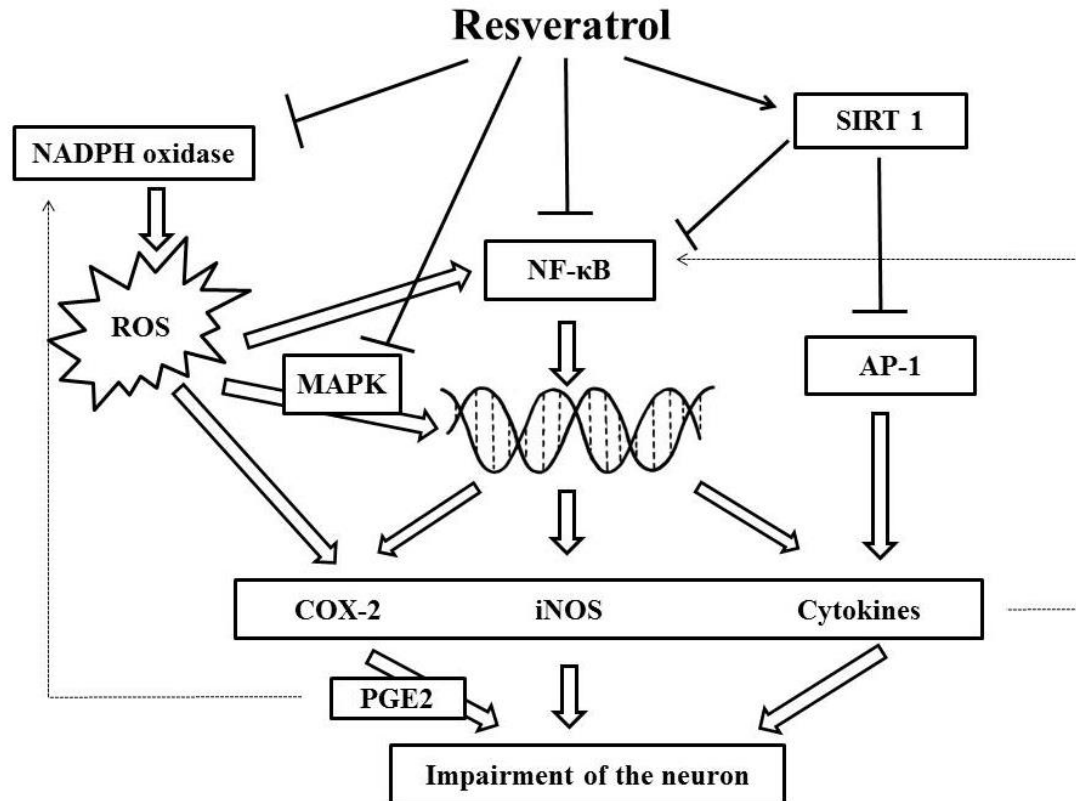 Resveratrol
SIRT 1
NADPH oxidase
NF-κB
ROS
AP-1
MAPK
COX-2
iNOS
Cytokines
PGE2
Impairment of the neuron